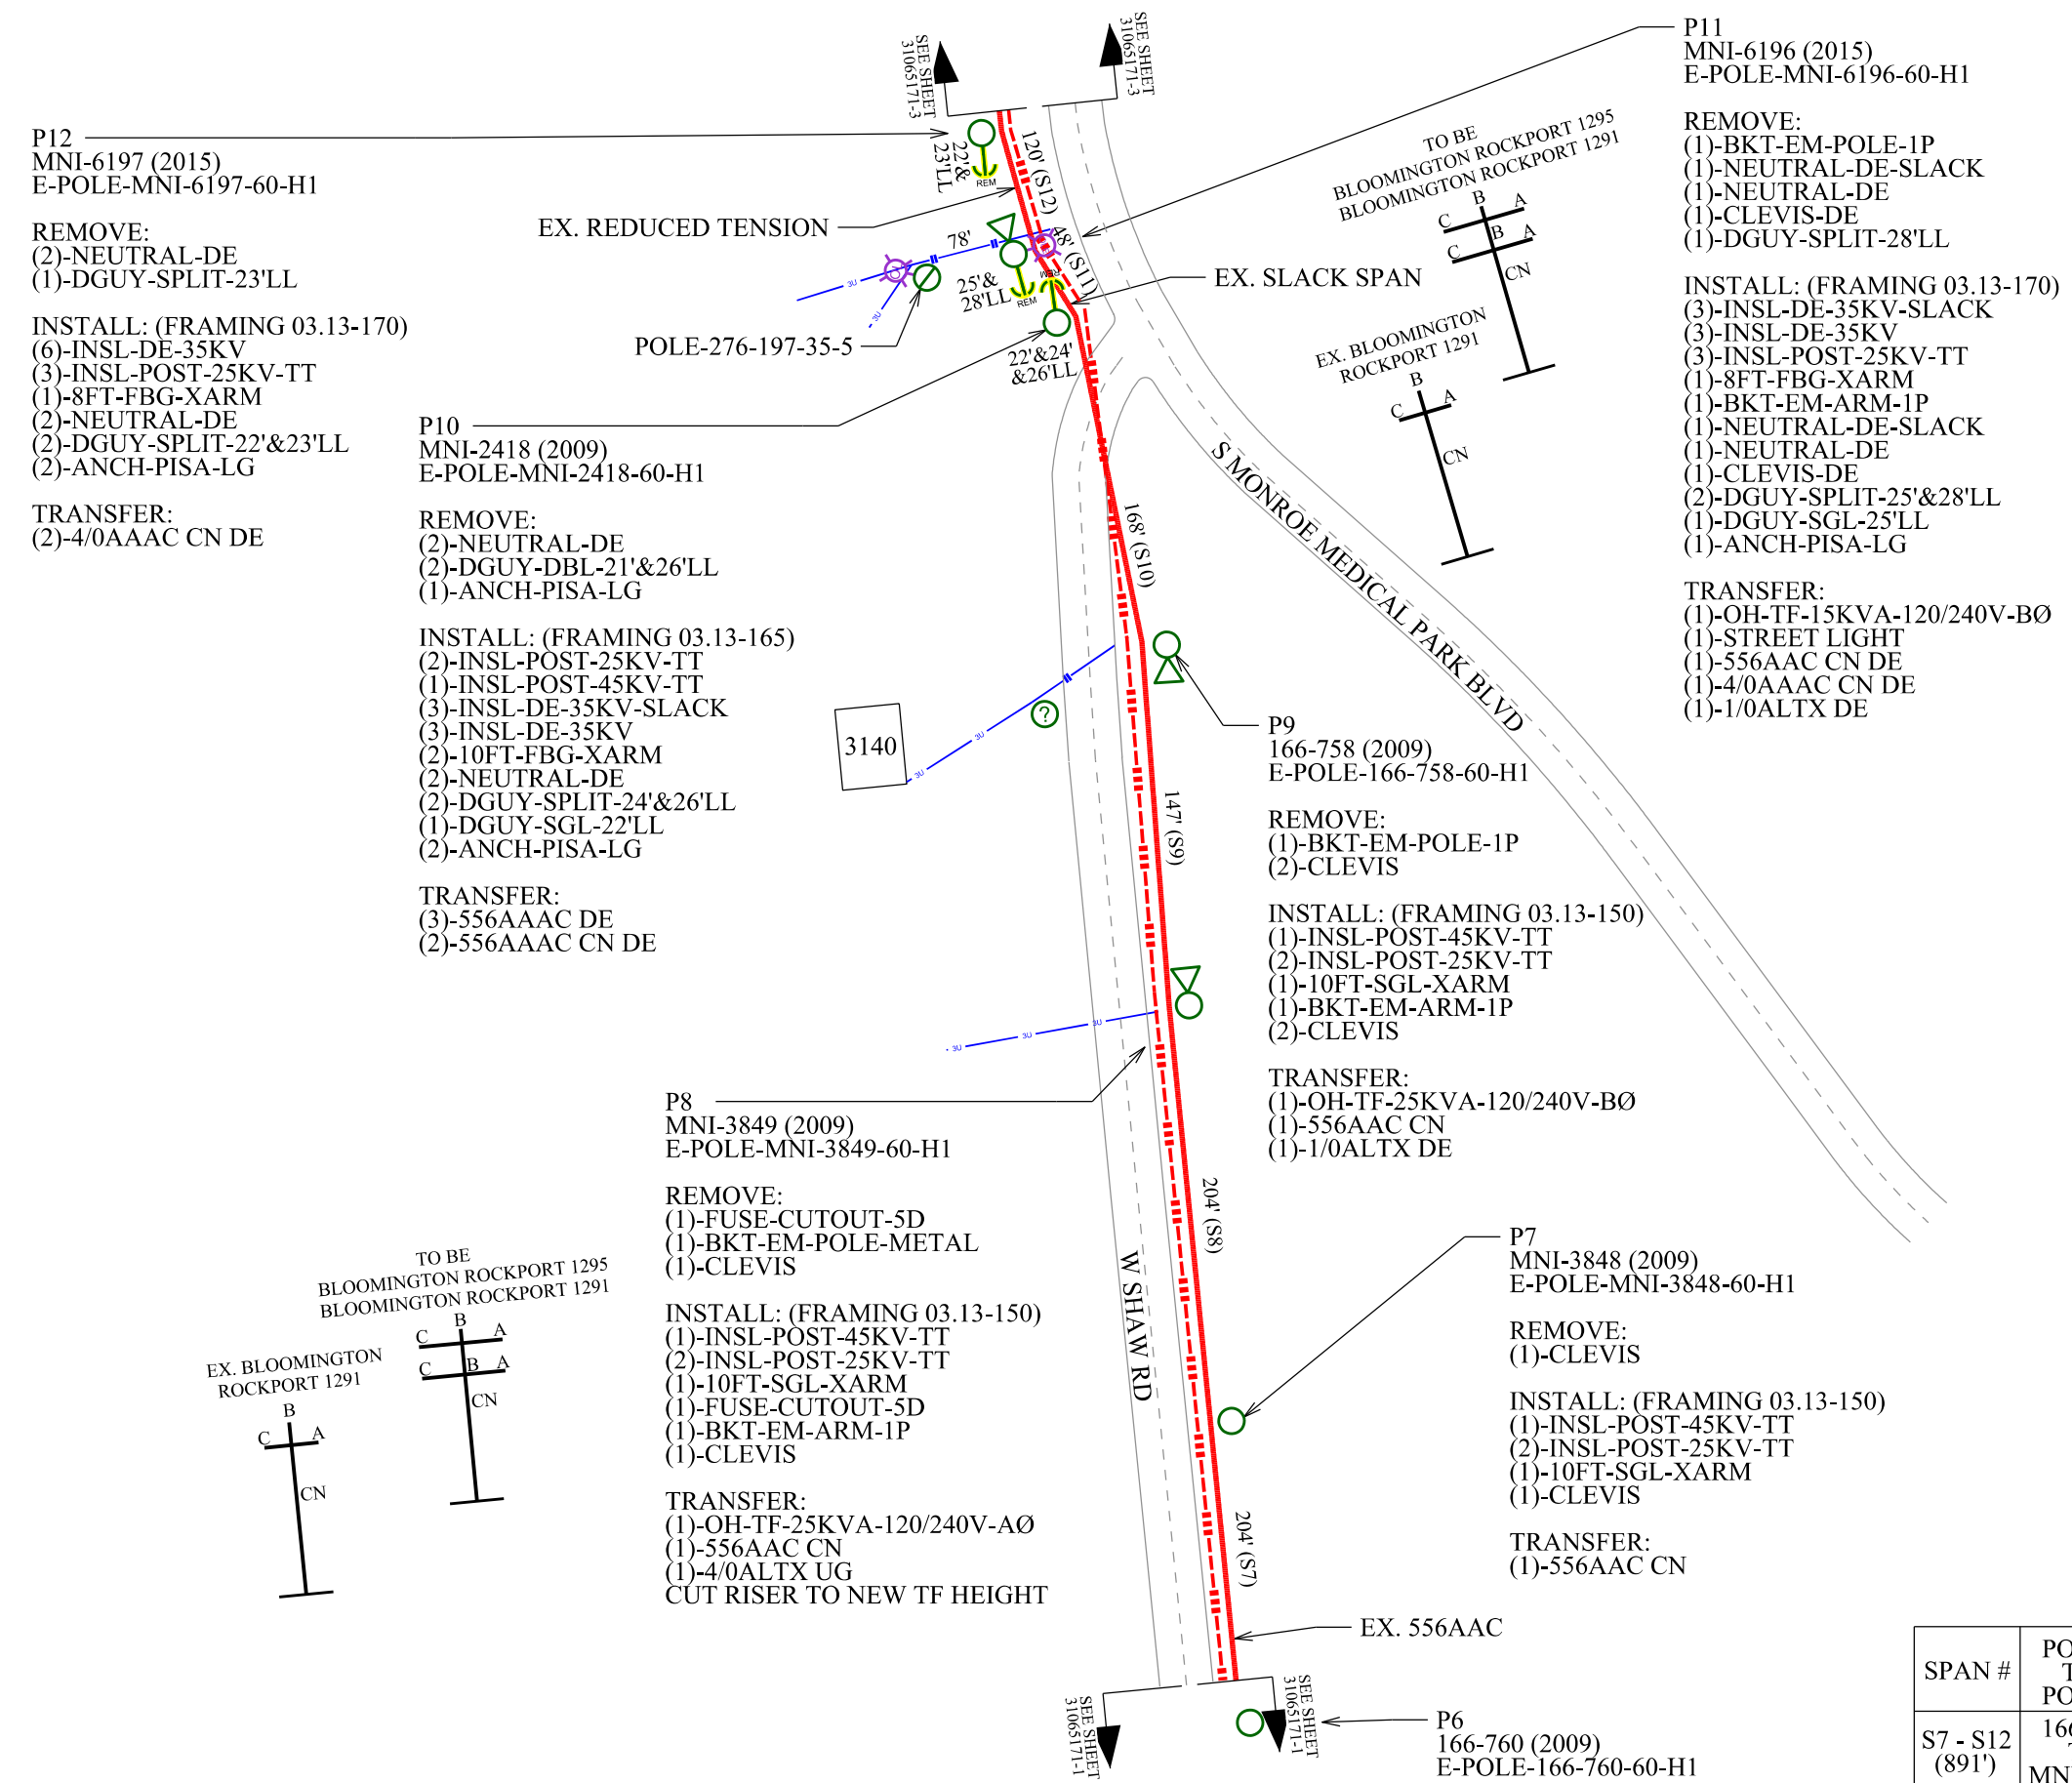 SEE SHEET
31065171-3
SEE SHEET
31065171-3
P12
MNI-6197 (2015)
E-POLE-MNI-6197-60-H1
REMOVE:
(2)-NEUTRAL-DE
(1)-DGUY-SPLIT-23'LL
INSTALL: (FRAMING 03.13-170)
(6)-INSL-DE-35KV
(3)-INSL-POST-25KV-TT
(1)-8FT-FBG-XARM
(2)-NEUTRAL-DE
(2)-DGUY-SPLIT-22'&23'LL
(2)-ANCH-PISA-LG
TRANSFER:
(2)-4/0AAAC CN DE
22'&
23'LL
REM
120' (S12)
EX. REDUCED TENSION
78'
48' (S11)
3U
3U
25'&
28'LL
REM
REM
EX. SLACK SPAN
POLE-276-197-35-5
22'&24'
&26'LL
P11
MNI-6196 (2015)
E-POLE-MNI-6196-60-H1
REMOVE:
(1)-BKT-EM-POLE-1P
(1)-NEUTRAL-DE-SLACK
(1)-NEUTRAL-DE
(1)-CLEVIS-DE
(1)-DGUY-SPLIT-28'LL
INSTALL: (FRAMING 03.13-170)
(3)-INSL-DE-35KV-SLACK
(3)-INSL-DE-35KV
(3)-INSL-POST-25KV-TT
(1)-8FT-FBG-XARM
(1)-BKT-EM-ARM-1P
(1)-NEUTRAL-DE-SLACK
(1)-NEUTRAL-DE
(1)-CLEVIS-DE
(2)-DGUY-SPLIT-25'&28'LL
(1)-DGUY-SGL-25'LL
(1)-ANCH-PISA-LG
TRANSFER:
(1)-OH-TF-15KVA-120/240V-BØ
(1)-STREET LIGHT
(1)-556AAC CN DE
(1)-4/0AAAC CN DE
(1)-1/0ALTX DE
TO BE
BLOOMINGTON ROCKPORT 1295
BLOOMINGTON ROCKPORT 1291
C B A
C B A
CN
EX. BLOOMINGTON
ROCKPORT 1291
C B A
CN
P10
MNI-2418 (2009)
E-POLE-MNI-2418-60-H1
REMOVE:
(2)-NEUTRAL-DE
(2)-DGUY-DBL-21'&26'LL
(1)-ANCH-PISA-LG
INSTALL: (FRAMING 03.13-165)
(2)-INSL-POST-25KV-TT
(1)-INSL-POST-45KV-TT
(3)-INSL-DE-35KV-SLACK
(3)-INSL-DE-35KV
(2)-10FT-FBG-XARM
(2)-NEUTRAL-DE
(2)-DGUY-SPLIT-24'&26'LL
(1)-DGUY-SGL-22'LL
(2)-ANCH-PISA-LG
TRANSFER:
(3)-556AAAC DE
(2)-556AAAC CN DE
S MONROE MEDICAL PARK BLVD
168' (S10)
?
3140
3U
3U
P9
166-758 (2009)
E-POLE-166-758-60-H1
REMOVE:
(1)-BKT-EM-POLE-1P
(2)-CLEVIS
INSTALL: (FRAMING 03.13-150)
(1)-INSL-POST-45KV-TT
(2)-INSL-POST-25KV-TT
(1)-10FT-SGL-XARM
(1)-BKT-EM-ARM-1P
(2)-CLEVIS
TRANSFER:
(1)-OH-TF-25KVA-120/240V-BØ
(1)-556AAC CN
(1)-1/0ALTX DE
147' (S9)
3U
3U
3U
P8
MNI-3849 (2009)
E-POLE-MNI-3849-60-H1
REMOVE:
(1)-FUSE-CUTOUT-5D
(1)-BKT-EM-POLE-METAL
(1)-CLEVIS
INSTALL: (FRAMING 03.13-150)
(1)-INSL-POST-45KV-TT
(2)-INSL-POST-25KV-TT
(1)-10FT-SGL-XARM
(1)-FUSE-CUTOUT-5D
(1)-BKT-EM-ARM-1P
(1)-CLEVIS
TRANSFER:
(1)-OH-TF-25KVA-120/240V-AØ
(1)-556AAC CN
(1)-4/0ALTX UG
CUT RISER TO NEW TF HEIGHT
204' (S8)
W SHAW RD
P7
MNI-3848 (2009)
E-POLE-MNI-3848-60-H1
REMOVE:
(1)-CLEVIS
INSTALL: (FRAMING 03.13-150)
(1)-INSL-POST-45KV-TT
(2)-INSL-POST-25KV-TT
(1)-10FT-SGL-XARM
(1)-CLEVIS
TRANSFER:
(1)-556AAC CN
TO BE
BLOOMINGTON ROCKPORT 1295
BLOOMINGTON ROCKPORT 1291
C B A
C B A
CN
EX. BLOOMINGTON
ROCKPORT 1291
C B A
CN
204' (S7)
EX. 556AAC
SEE SHEET
31065171-1
SEE SHEET
31065171-1
P6
166-760 (2009)
E-POLE-166-760-60-H1
SPAN #
S7 - S12
(891')